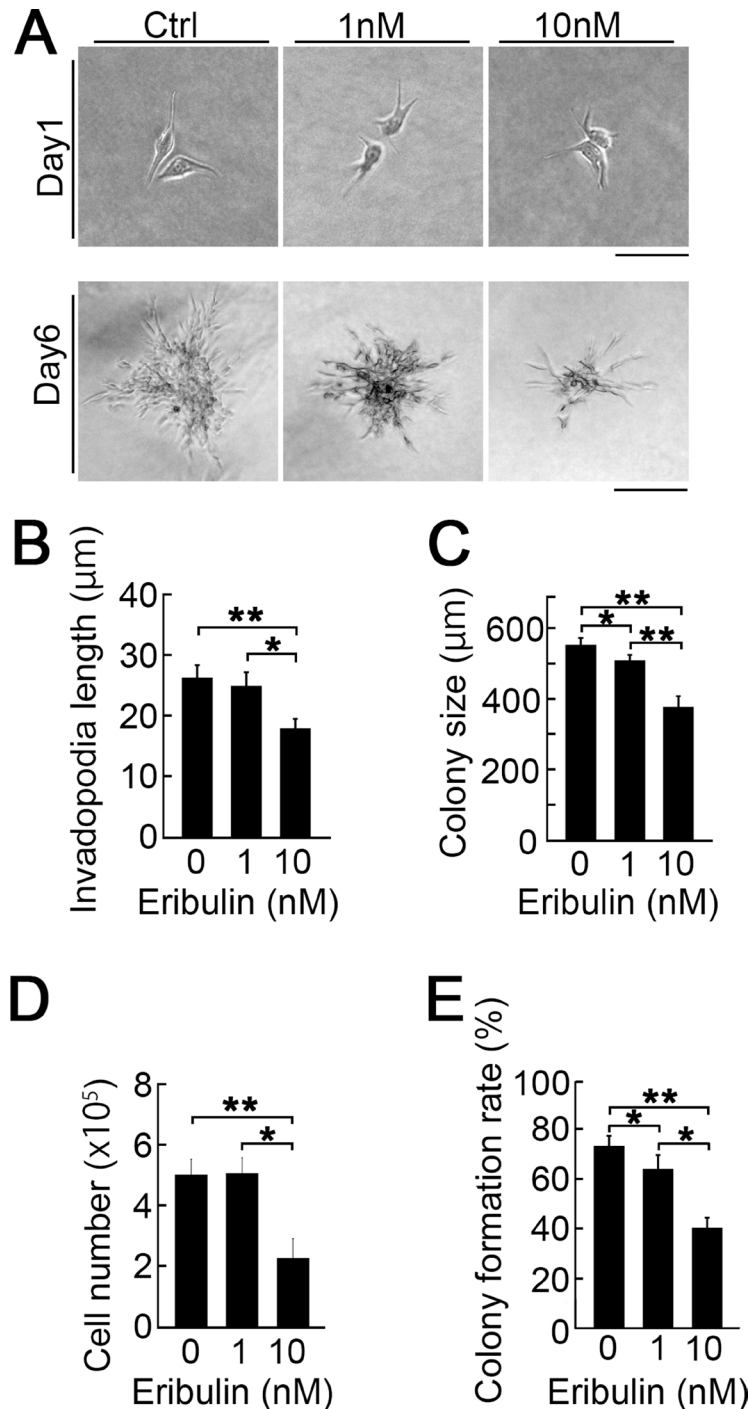 A
Ctrl 1nM 10nM
Day1
Day6
B
Invadopodia length (µm)
40
30
20
10
0
** *
0 1 10
Eribulin (nM)
C
Colony size (µm)
600
400
200
0
** * **
0 1 10
Eribulin (nM)
D
Cell number (x10⁵)
8
6
4
2
0
** *
0 1 10
Eribulin (nM)
E
Colony formation rate (%)
100
80
60
40
20
0
** * *
0 1 10
Eribulin (nM)